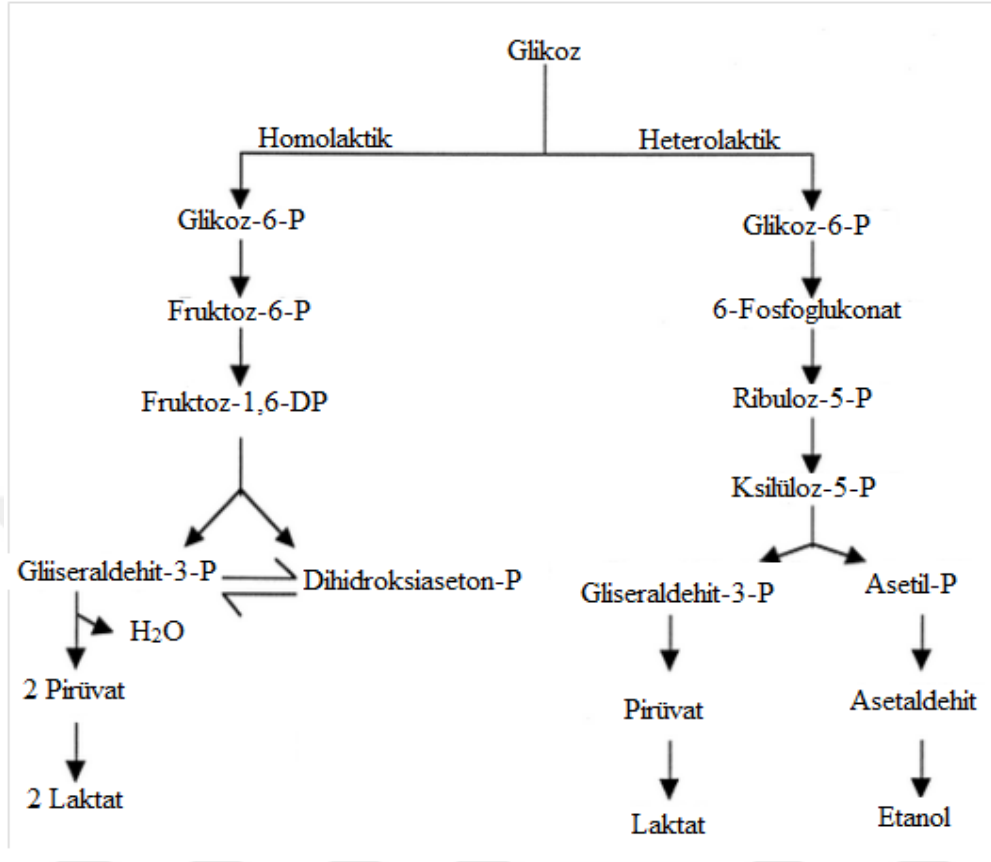 Glikoz
Homolaktik
Heterolaktik
Glikoz-6-P
Fruktoz-6-P
Fruktoz-1,6-DP
Gliiseraldehit-3-P
Dihidroksiaseton-P
H2O
2 Pirüvat
2 Laktat
Glikoz-6-P
6-Fosfoglukonat
Ribuloz-5-P
Ksilüloz-5-P
Gliseraldehit-3-P
Asetil-P
Pirüvat
Asetaldehit
Laktat
Etanol